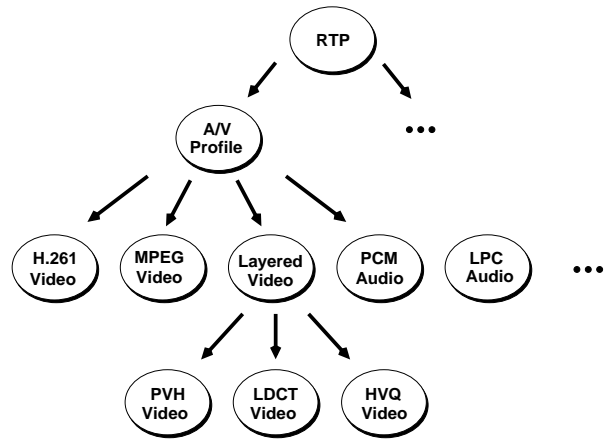 RTP
A/V
Profile
•••
H.261
Video
MPEG
Video
Layered
Video
PCM
Audio
LPC
Audio
•••
PVH
Video
LDCT
Video
HVQ
Video